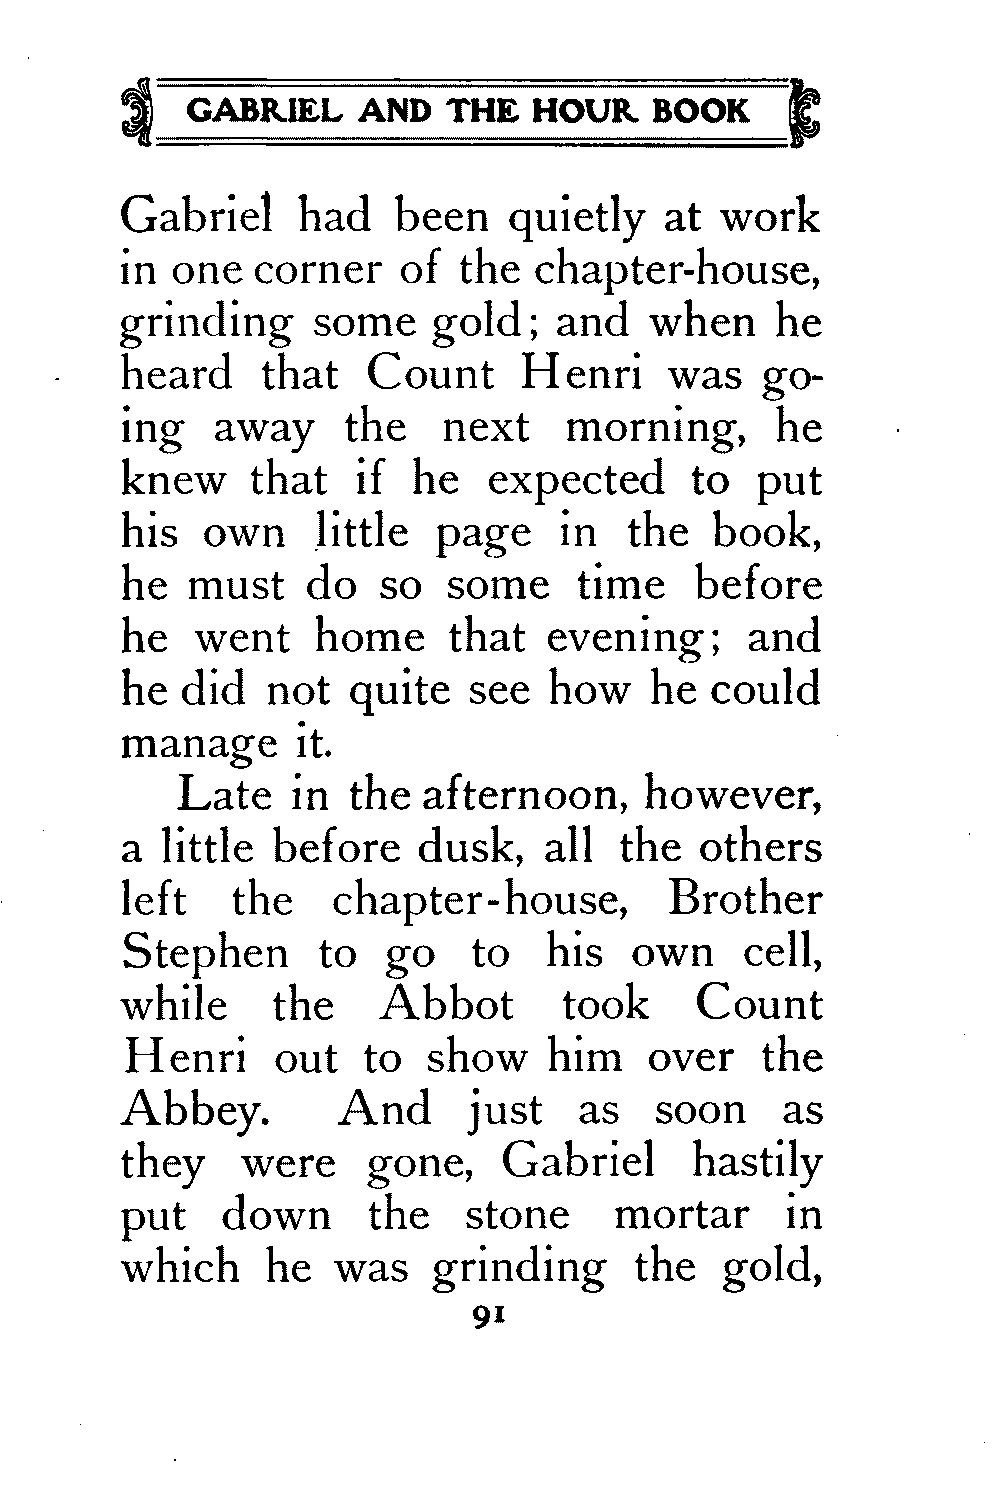 GABRIEL AND THE HOUR BOOK
Gabriel had been quietly at work
in one corner of the chapter-house,
grinding some gold; and when he
heard that Count Henri was go-
ing away the next morning, he
knew that if he expected to put
his own little page in the book,
he must do so some time before
he went home that evening; and
he did not quite see how he could
manage it.
Late in the afternoon, however,
a little before dusk, all the others
left the chapter-house, Brother
Stephen to go to his own cell,
while the Abbot took Count
Henri out to show him over the
Abbey. And just as soon as
they were gone, Gabriel hastily
put down the stone mortar in
which he was grinding the gold,
91